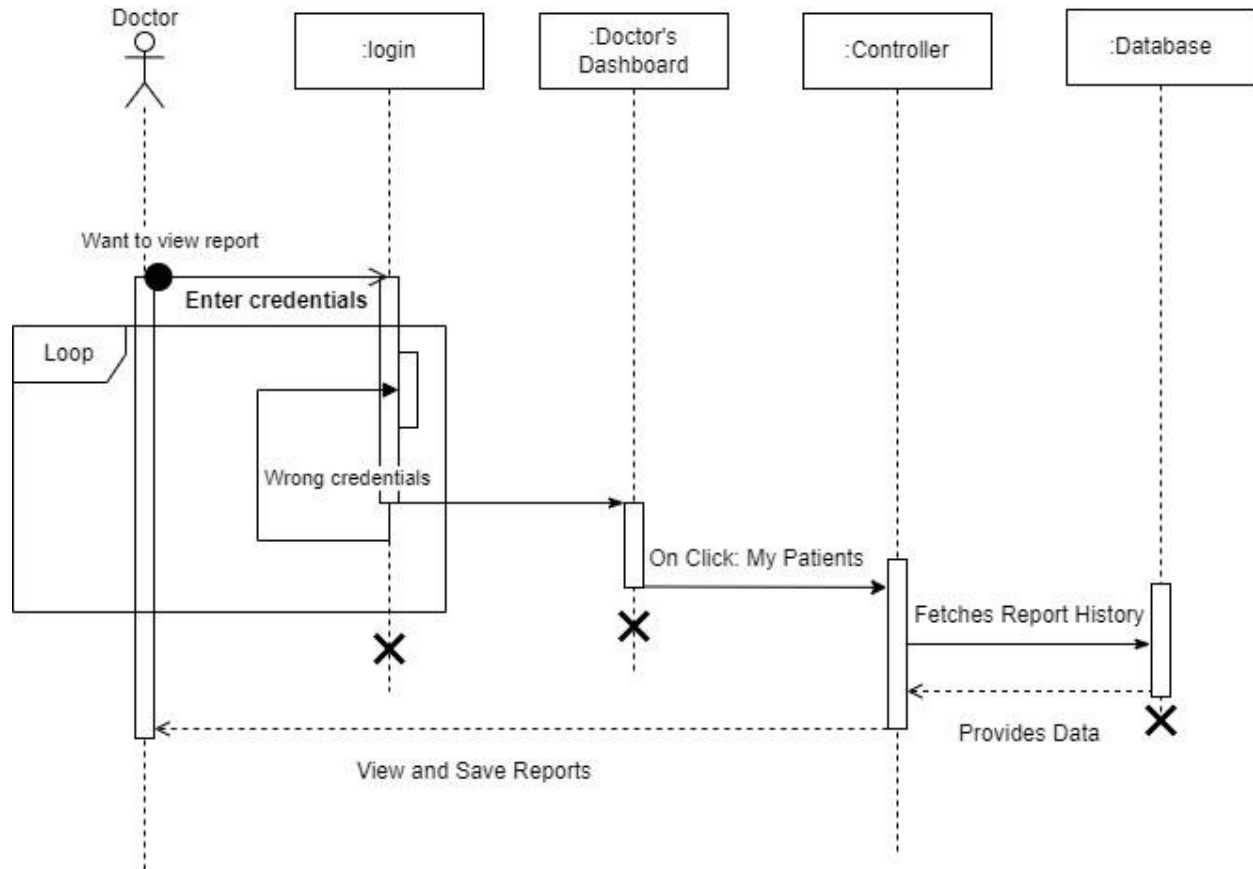 Doctor
:login
:Doctor's
Dashboard
:Controller
:Database
Want to view report
Enter credentials
Loop
Wrong credentials
On Click: My Patients
Fetches Report History
Provides Data
View and Save Reports